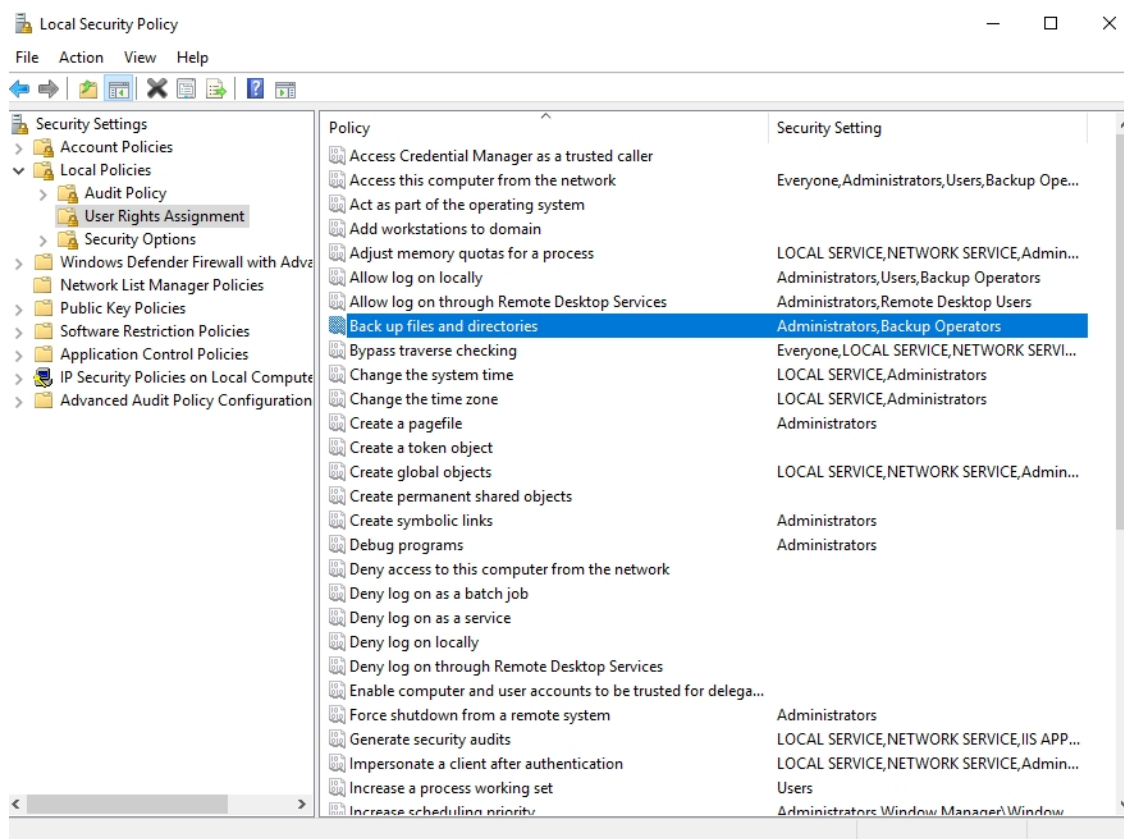 Local Security Policy
File Action View Help
Security Settings
Account Policies
Local Policies
Audit Policy
User Rights Assignment
Security Options
Windows Defender Firewall with Adva
Network List Manager Policies
Public Key Policies
Software Restriction Policies
Application Control Policies
IP Security Policies on Local Compute
Advanced Audit Policy Configuration
Policy Security Setting
Access Credential Manager as a trusted caller
Access this computer from the network Everyone,Administrators,Users,Backup Ope...
Act as part of the operating system
Add workstations to domain
Adjust memory quotas for a process LOCAL SERVICE,NETWORK SERVICE,Admin...
Allow log on locally Administrators,Users,Backup Operators
Allow log on through Remote Desktop Services Administrators,Remote Desktop Users
Back up files and directories Administrators,Backup Operators
Bypass traverse checking Everyone,LOCAL SERVICE,NETWORK SERVI...
Change the system time LOCAL SERVICE,Administrators
Change the time zone LOCAL SERVICE,Administrators
Create a pagefile Administrators
Create a token object
Create global objects LOCAL SERVICE,NETWORK SERVICE,Admin...
Create permanent shared objects
Create symbolic links Administrators
Debug programs Administrators
Deny access to this computer from the network
Deny log on as a batch job
Deny log on as a service
Deny log on locally
Deny log on through Remote Desktop Services
Enable computer and user accounts to be trusted for delega...
Force shutdown from a remote system Administrators
Generate security audits LOCAL SERVICE,NETWORK SERVICE,IIS APP...
Impersonate a client after authentication LOCAL SERVICE,NETWORK SERVICE,Admin...
Increase a process working set Users
Increase scheduling priority Administrators,Window Manager\Window